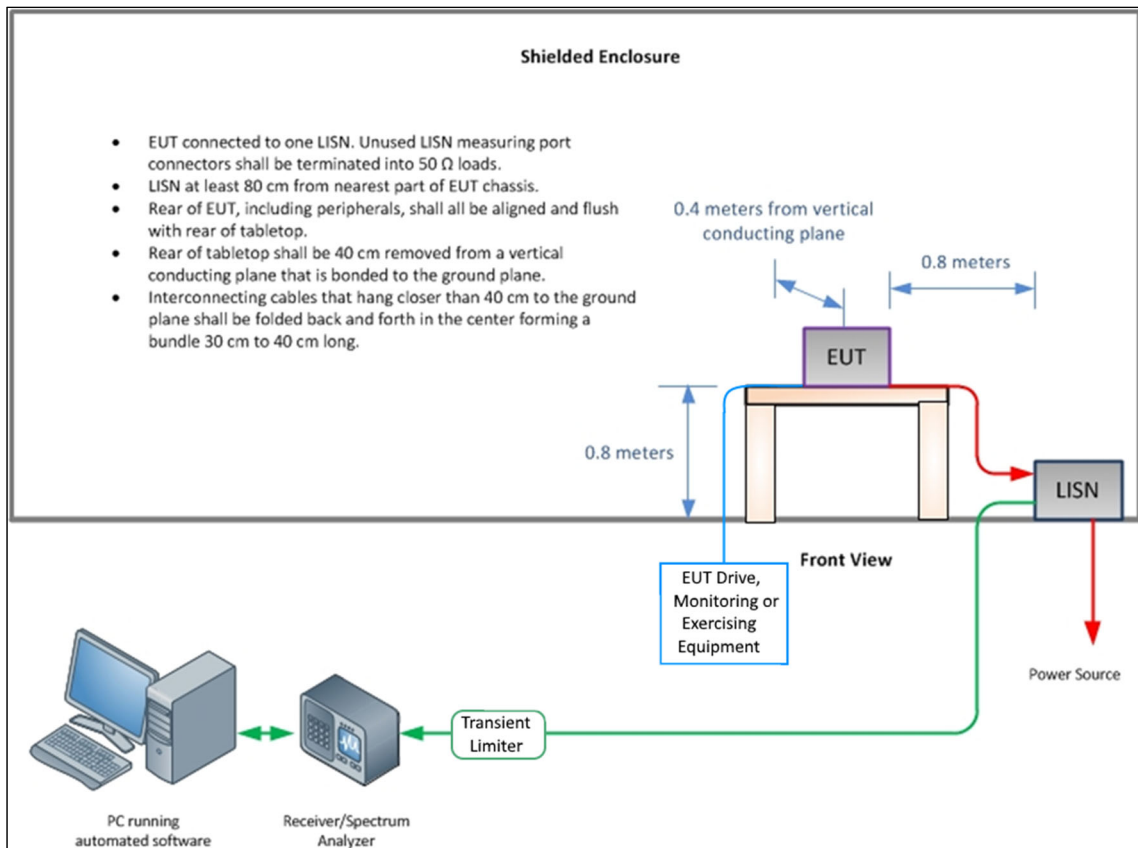 Shielded Enclosure
• EUT connected to one LISN. Unused LISN measuring port
connectors shall be terminated into 50 Ω loads.
• LISN at least 80 cm from nearest part of EUT chassis.
• Rear of EUT, including peripherals, shall all be aligned and flush
with rear of tabletop.
• Rear of tabletop shall be 40 cm removed from a vertical
conducting plane that is bonded to the ground plane.
• Interconnecting cables that hang closer than 40 cm to the ground
plane shall be folded back and forth in the center forming a
bundle 30 cm to 40 cm long.
0.4 meters from vertical
conducting plane
0.8 meters
EUT
0.8 meters
LISN
Front View
EUT Drive,
Monitoring or
Exercising
Equipment
Power Source
Transient
Limiter
PC running
automated software
Receiver/Spectrum
Analyzer